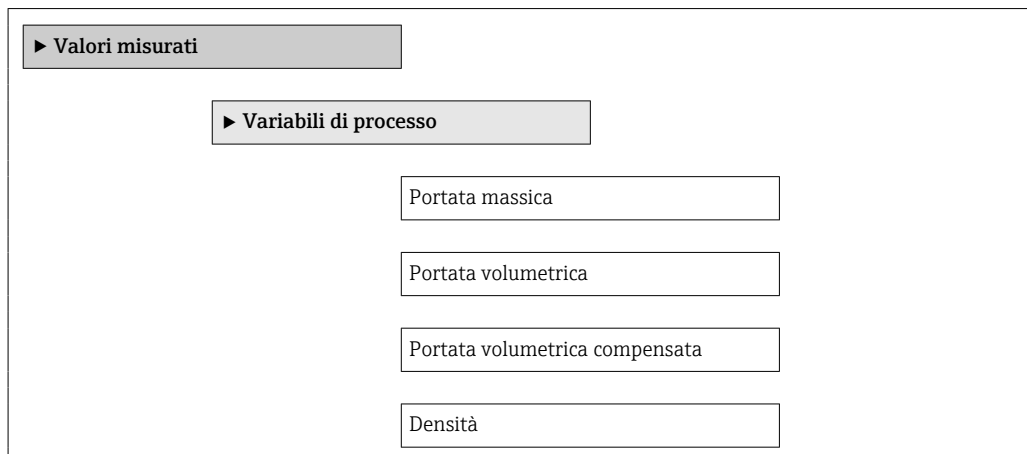 ▶ Valori misurati
▶ Variabili di processo
Portata massica
Portata volumetrica
Portata volumetrica compensata
Densità